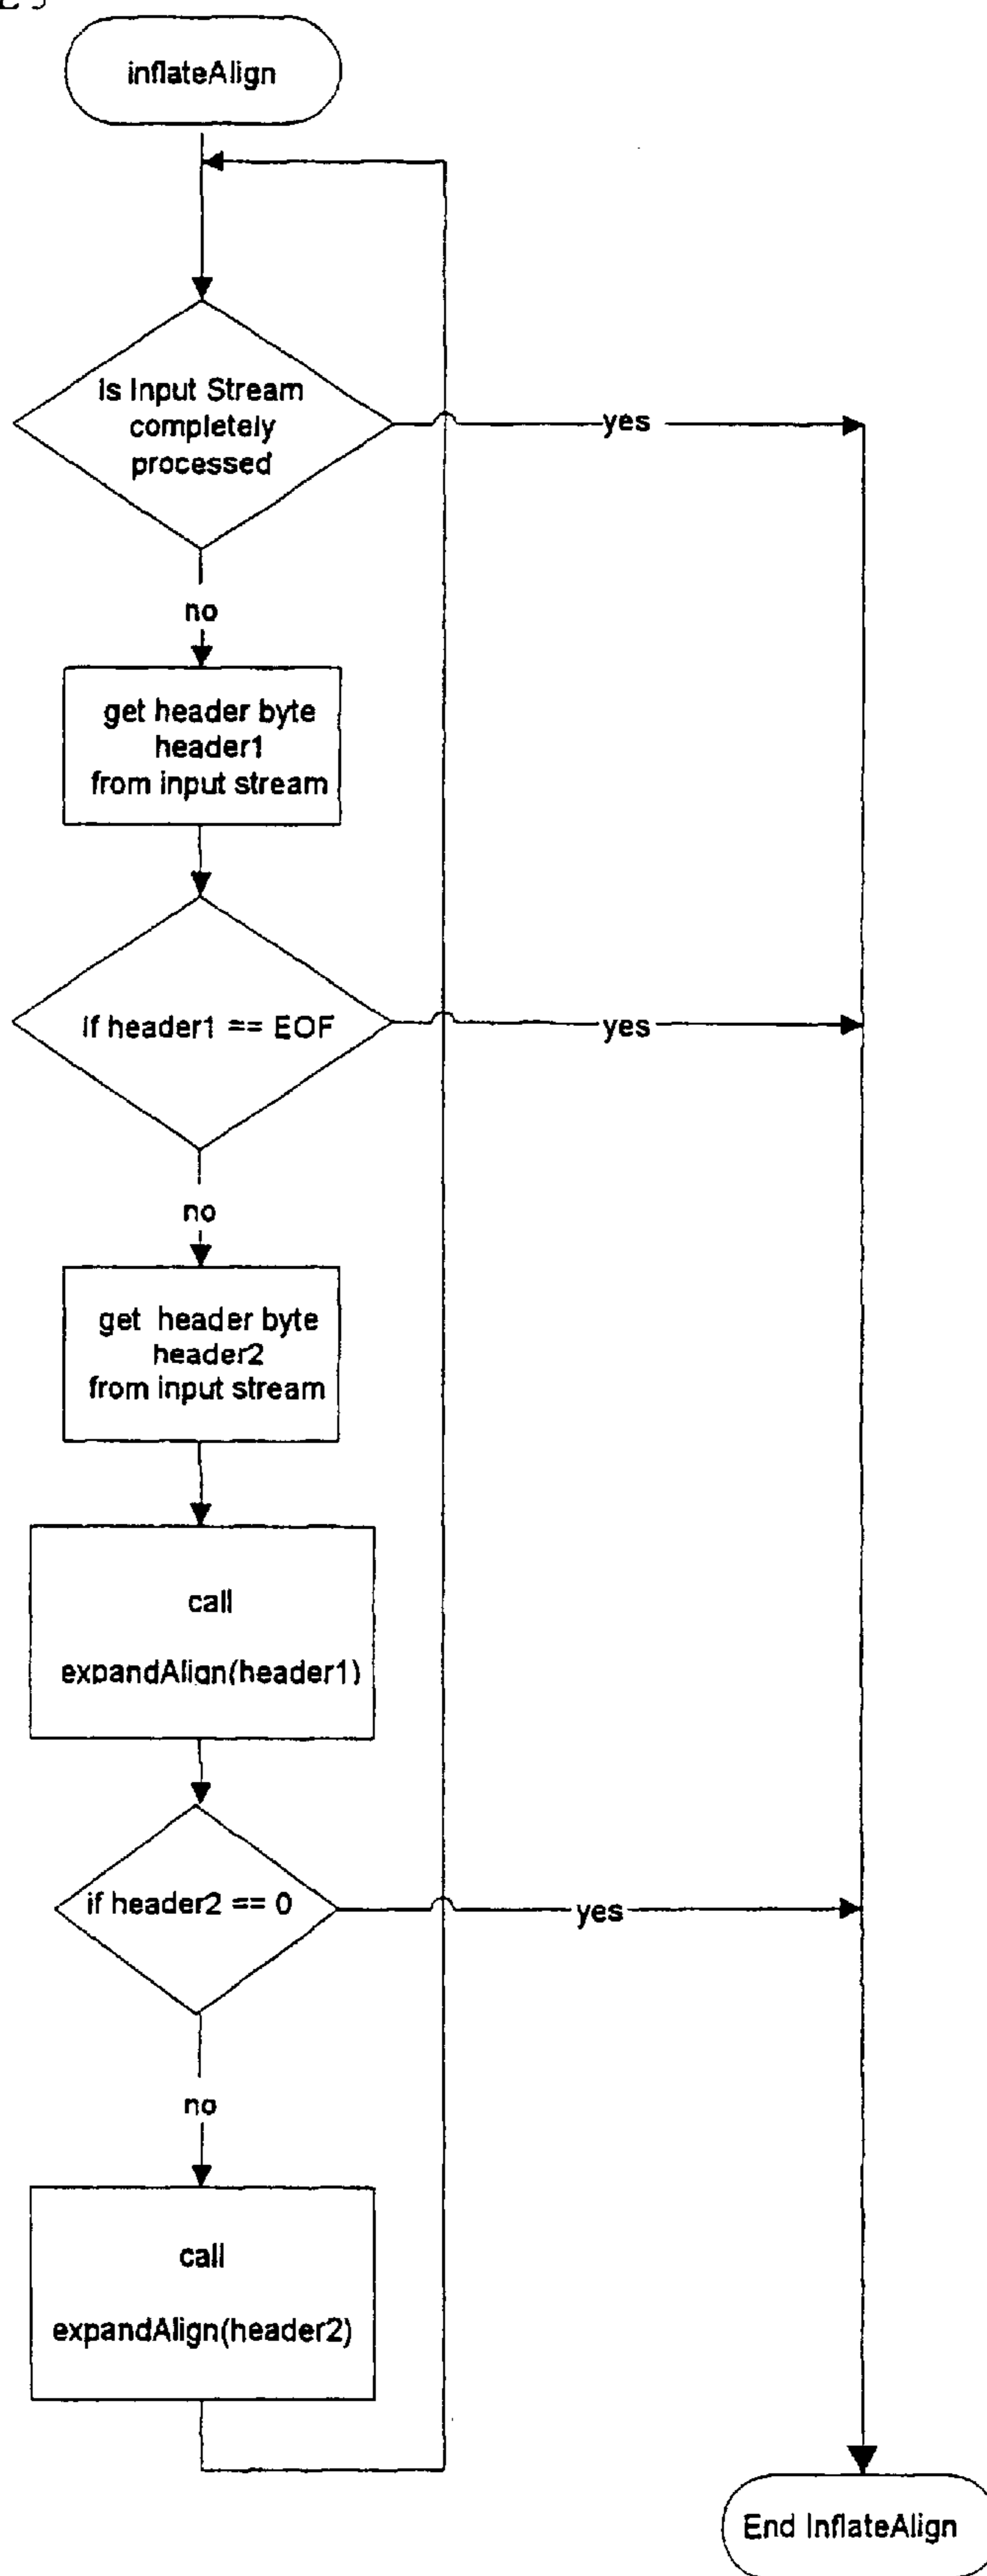 inflateAlign
Is Input Stream
completely
processed
yes
no
get header byte
header1
from input stream
if header1 == EOF
yes
no
get header byte
header2
from input stream
call
expandAlign(header1)
if header2 == 0
yes
no
call
expandAlign(header2)
End InflateAlign